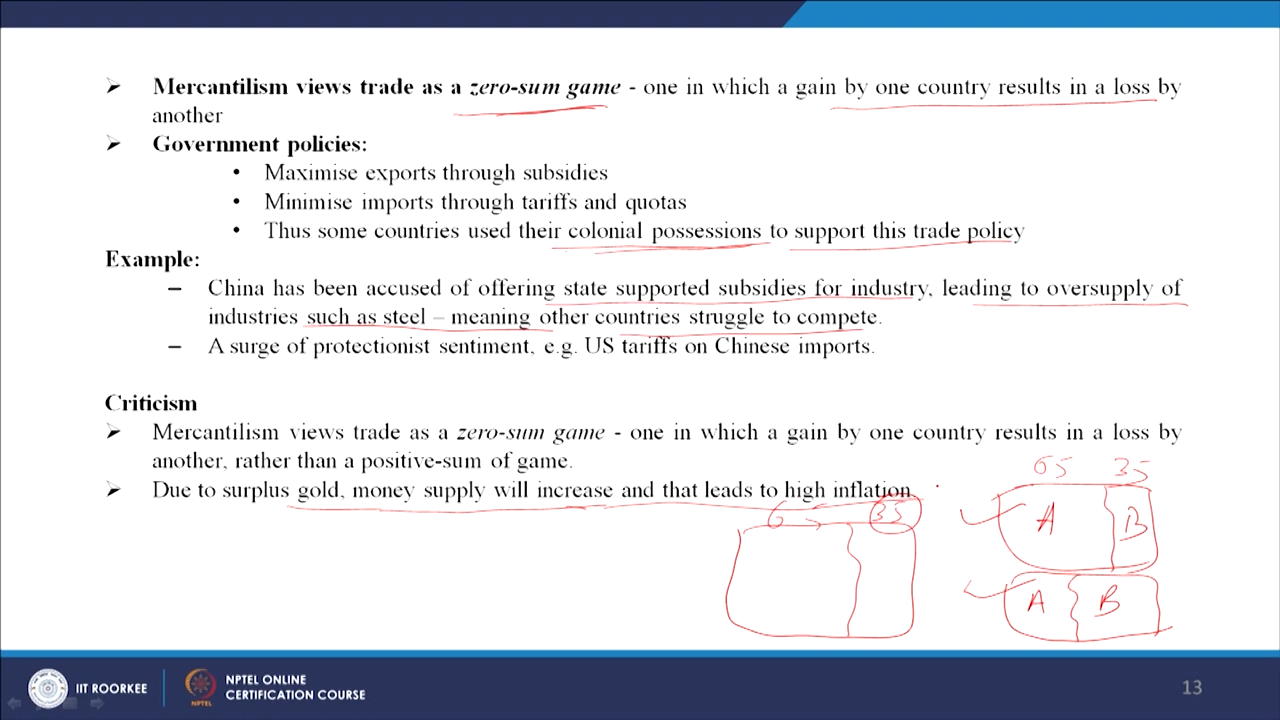 ➢ Mercantilism views trade as a zero-sum game - one in which a gain by one country results in a loss by
another
➢ Government policies:
• Maximise exports through subsidies
• Minimise imports through tariffs and quotas
• Thus some countries used their colonial possessions to support this trade policy
Example:
– China has been accused of offering state supported subsidies for industry, leading to oversupply of
industries such as steel – meaning other countries struggle to compete.
– A surge of protectionist sentiment, e.g. US tariffs on Chinese imports.
Criticism
➢ Mercantilism views trade as a zero-sum game - one in which a gain by one country results in a loss by
another, rather than a positive-sum of game.
65 35
➢ Due to surplus gold, money supply will increase and that leads to high inflation
35
A B
A B
IIT ROORKEE
NPTEL ONLINE
CERTIFICATION COURSE
13